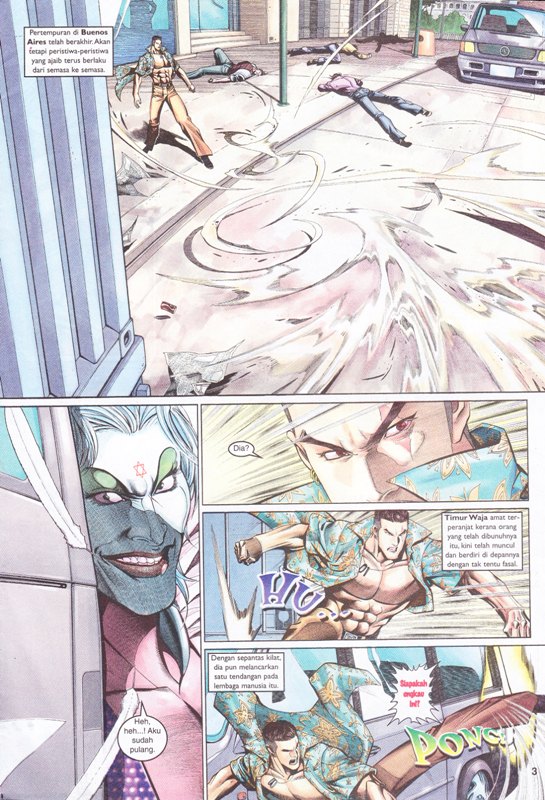 Pertempuran di Buenos
Aires telah berakhir. Akan
tetapi peristiwa-peristiwa
yang ajaib terus berlaku
dari semasa ke semasa.
Dia?
Timur Waja amat ter-
peranjat kerana orang
yang telah dibunuhnya
itu, kini telah muncul
dan berdiri di depannya
dengan tak tentu fasal.
HU...
Heh,
heh...! Aku
sudah
pulang.
Dengan sepantas kilat,
dia pun melancarkan
satu tendangan pada
lembaga manusia itu.
Siapakah
engkau
ini?
PONG!
3